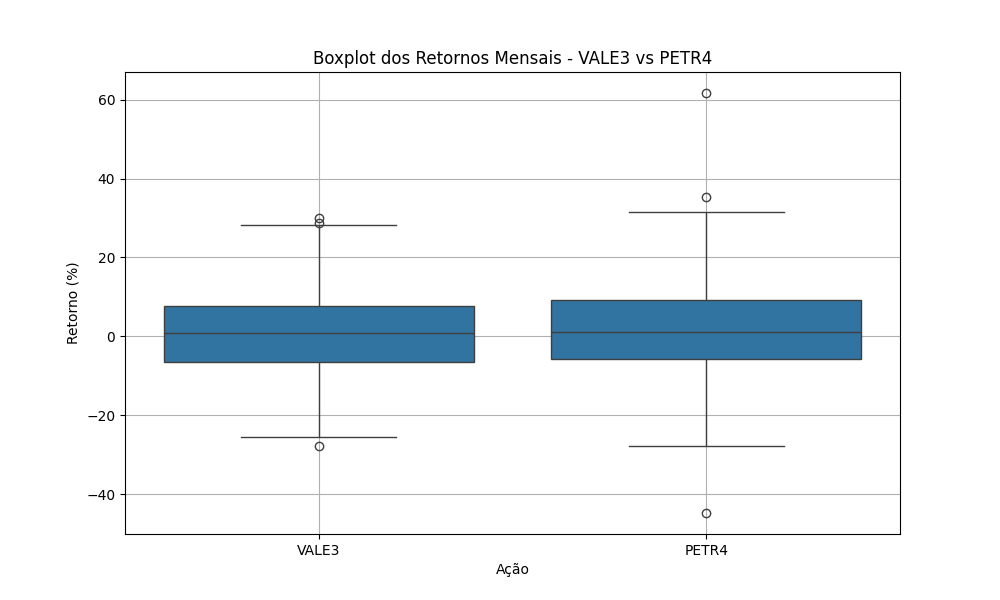 Boxplot dos Retornos Mensais - VALE3 vs PETR4
60
40
20
0
−20
−40
Retorno (%)
VALE3
PETR4
Ação